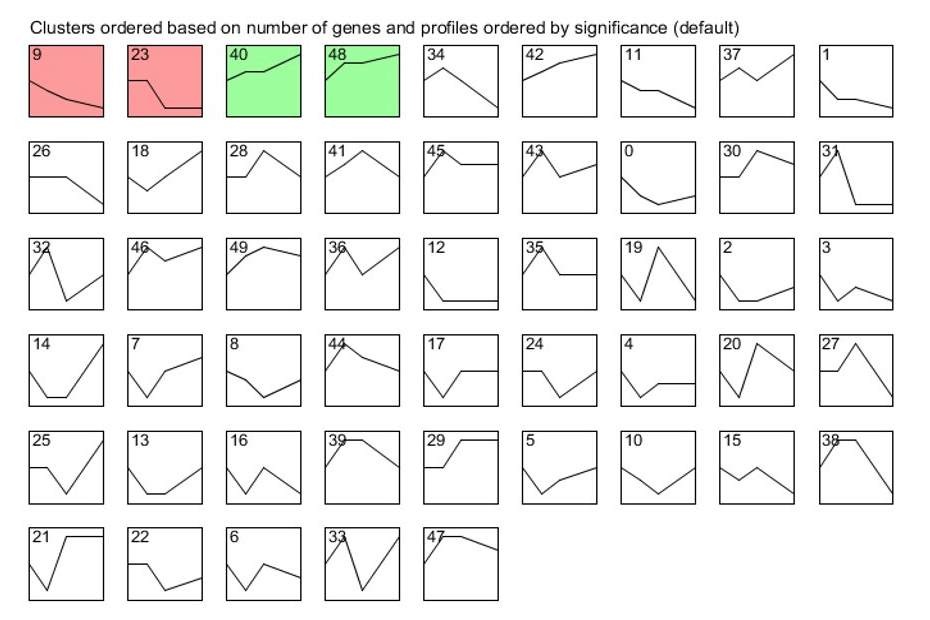 Clusters ordered based on number of genes and profiles ordered by significance (default)
9 23 40 48 34 42 11 37 1
26 18 28 41 45 43 0 30 31
32 46 49 36 12 35 19 2 3
14 7 8 44 17 24 4 20 27
25 13 16 39 29 5 10 15 38
21 22 6 33 47